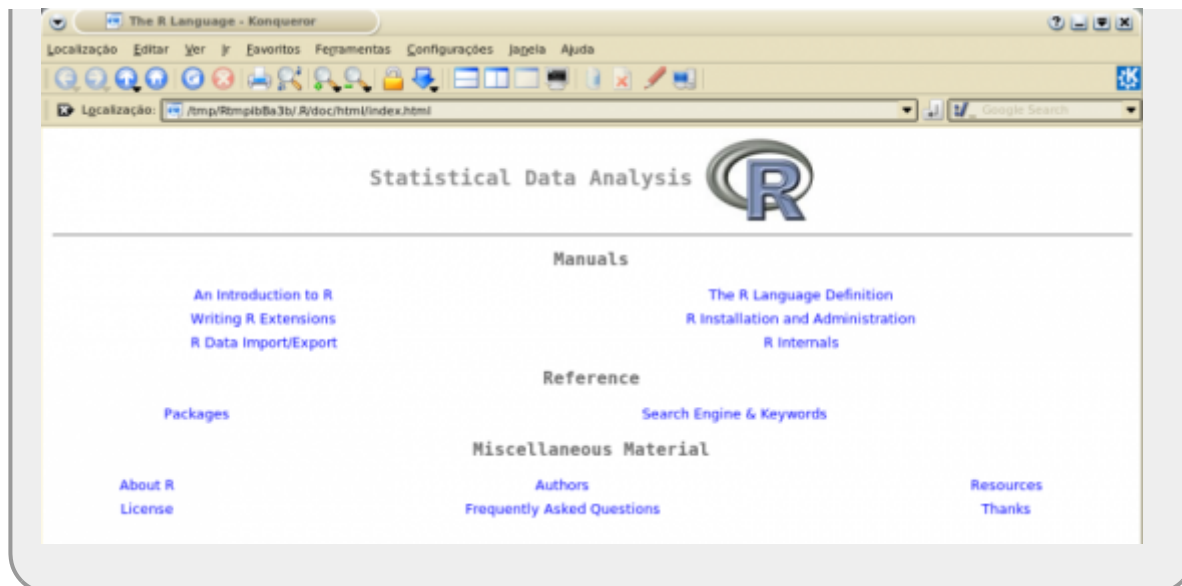 The R Language - Konqueror
Localização Editar Ver Ir Favoritos Ferramentas Configurações Janela Ajuda
Localização: /doc/html/index.html Google Search
Statistical Data Analysis R
Manuals
An Introduction to R The R Language Definition
Writing R Extensions R Installation and Administration
R Data Import/Export R Internals
Reference
Packages Search Engine & Keywords
Miscellaneous Material
About R Authors Resources
License Frequently Asked Questions Thanks